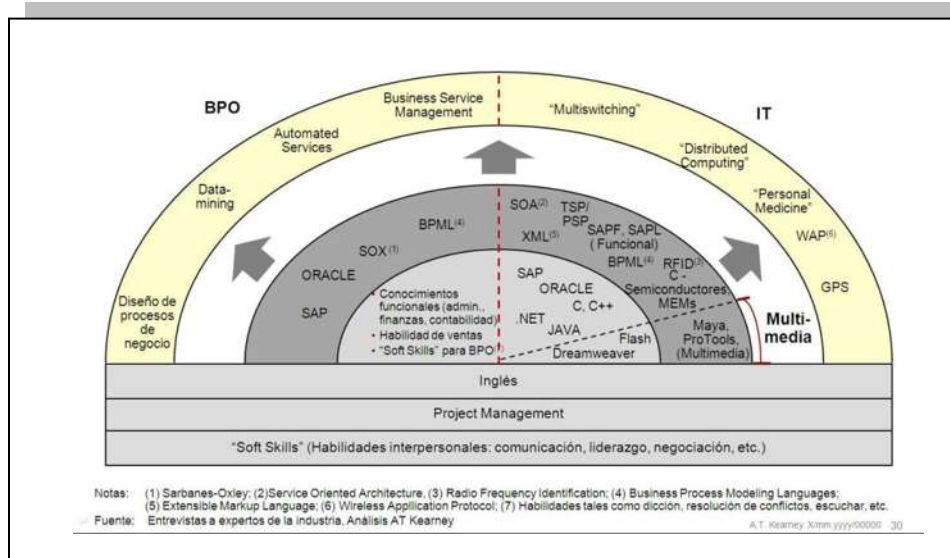 BPO
IT
Business Service
Management
"Multiswitching"
Automated
Services
"Distributed
Computing"
Data-
mining
"Personal
Medicine"
WAP(6)
GPS
Diseño de
procesos
de
negocio
BPML(4)
SOX (1)
ORACLE
SAP
SOA(2)
TSP/
PSP
XML(5)
SAPF, SAPL
( Funcional)
BPML(4)
RFID(3)
C -
Semiconductores,
MEMs
Maya,
ProTools,
(Multimedia)
Multi-
media
• Conocimientos
funcionales (admin.,
finanzas, contabilidad)
• Habilidad de ventas
• "Soft Skills" para BPO(7)
SAP
ORACLE
C, C++
.NET
JAVA
Flash
Dreamweaver
Inglés
Project Management
"Soft Skills" (Habilidades interpersonales: comunicación, liderazgo, negociación, etc.)
Notas: (1) Sarbanes-Oxley; (2)Service Oriented Architecture, (3) Radio Frequency Identification; (4) Business Process Modeling Languages;
(5) Extensible Markup Language; (6) Wireless Appilication Protocol; (7) Habilidades tales como dicción, resolución de conflictos, escuchar, etc.
Fuente: Entrevistas a expertos de la industria, Análisis AT Kearney
A.T. Kearney X/mm.yyyy/00000 30